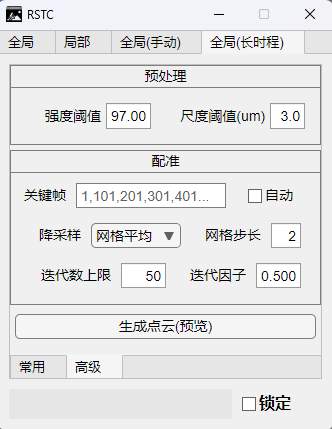 RSTC
全局 局部 全局(手动) 全局(长时程)
预处理
强度阈值 97.00 尺度阈值(um) 3.0
配准
关键帧 1,101,201,301,401... 自动
降采样 网格平均 网格步长 2
迭代数上限 50 迭代因子 0.500
生成点云(预览)
常用 高级
锁定